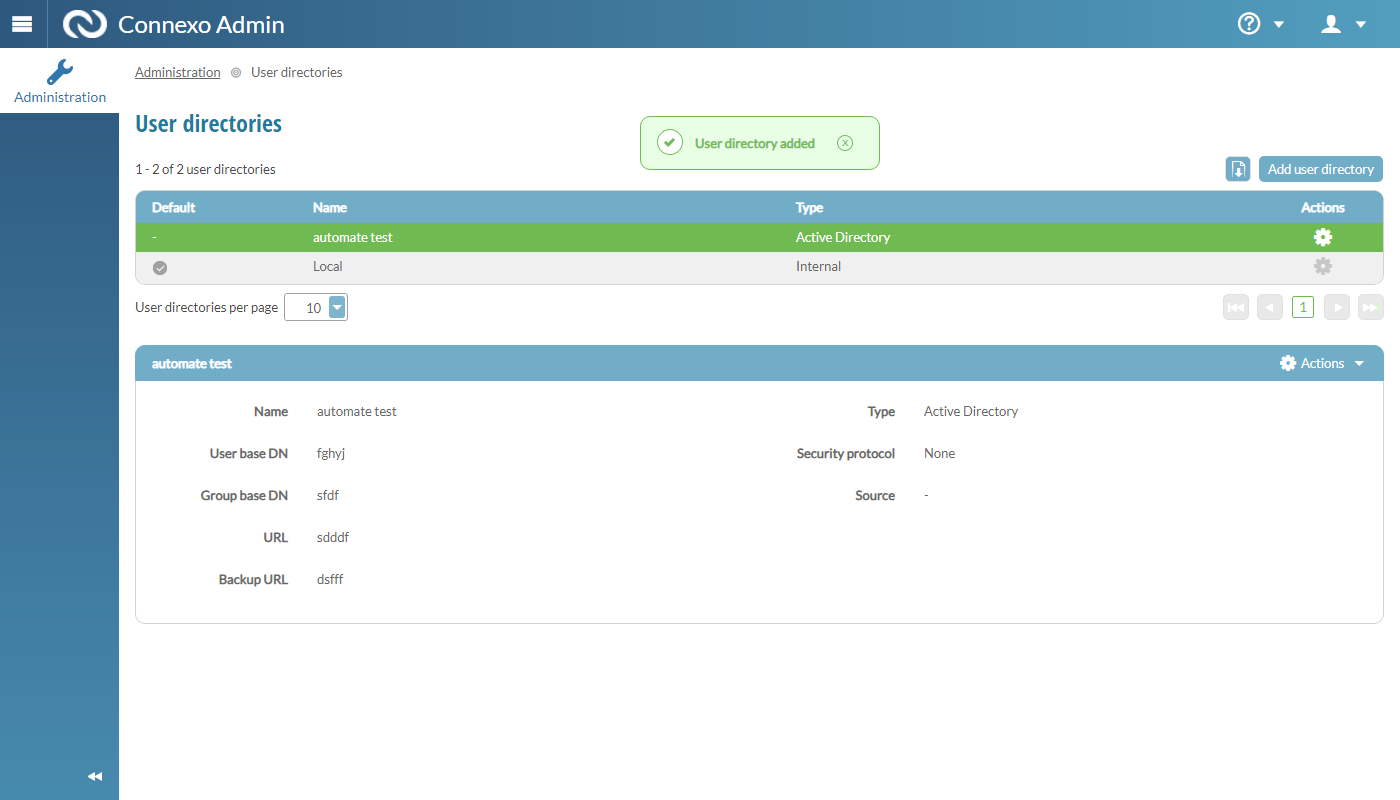 Connexo Admin
Administration
Administration User directories
User directories
User directory added
1 - 2 of 2 user directories
Add user directory
Default Name Type Actions
- automate test Active Directory
Local Internal
User directories per page 10
1
automate test Actions
Name automate test Type Active Directory
User base DN fghyj Security protocol None
Group base DN sfdf Source -
URL sdddf
Backup URL dsfff